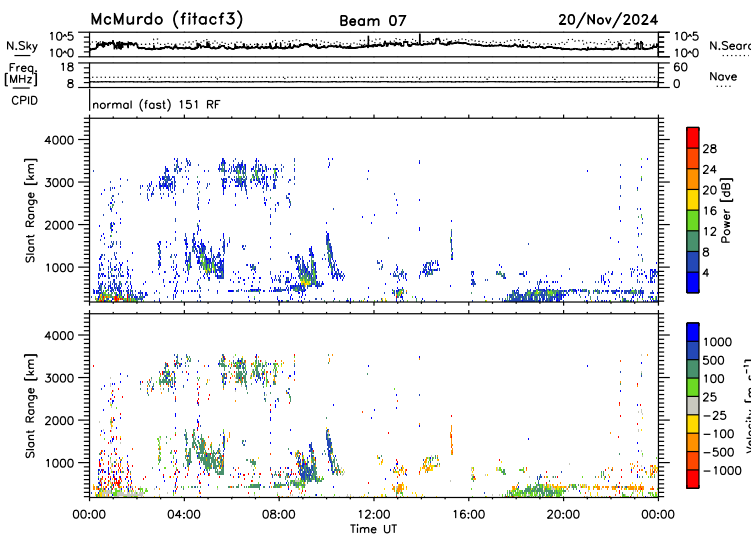 McMurdo (fitacf3) Beam 07 20/Nov/2024
N.Sky 10^5 10^0 10^5 10^0 N.Searc
Freq. [MHz] 18 8 60 0 Nave
CPID normal (fast) 151 RF
Slant Range [km] 4000 3000 2000 1000
Power [dB] 28 24 20 16 12 8 4
Slant Range [km] 4000 3000 2000 1000
Velocity [m s⁻¹] 1000 500 100 25 −25 −100 −500 −1000
00:00 04:00 08:00 12:00 16:00 20:00 00:00
Time UT